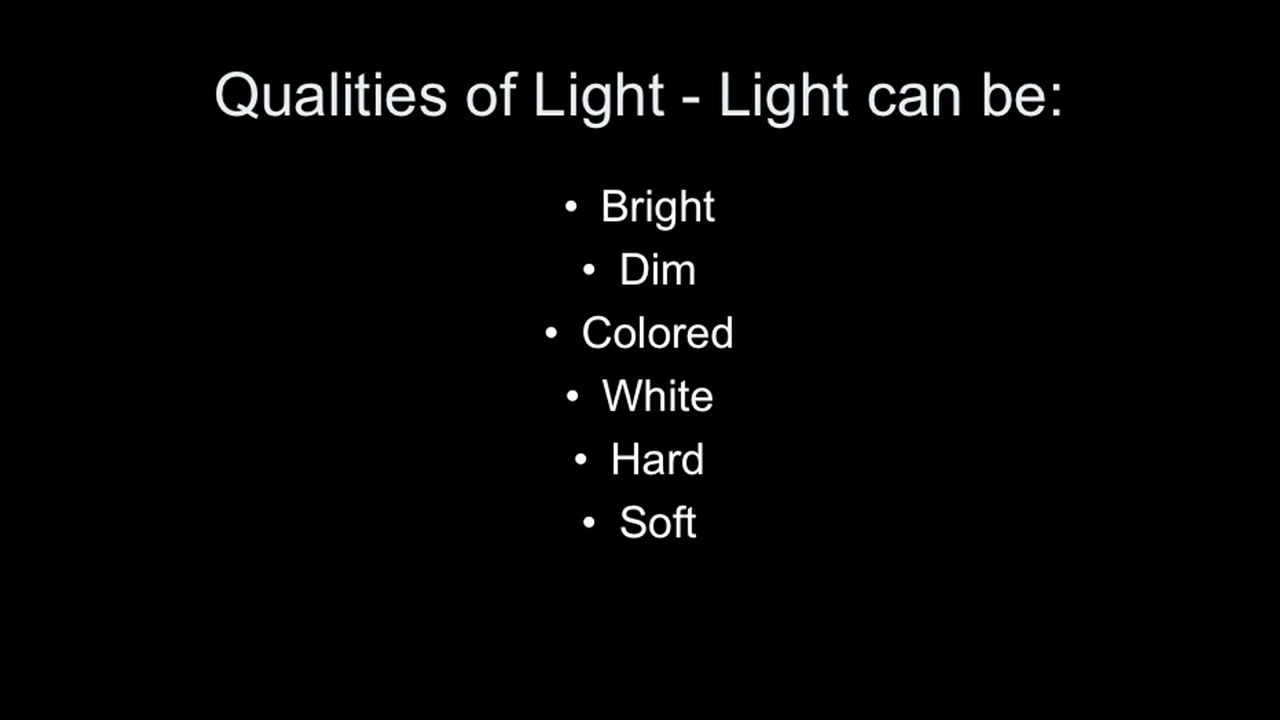 Qualities of Light - Light can be:
• Bright
• Dim
• Colored
• White
• Hard
• Soft